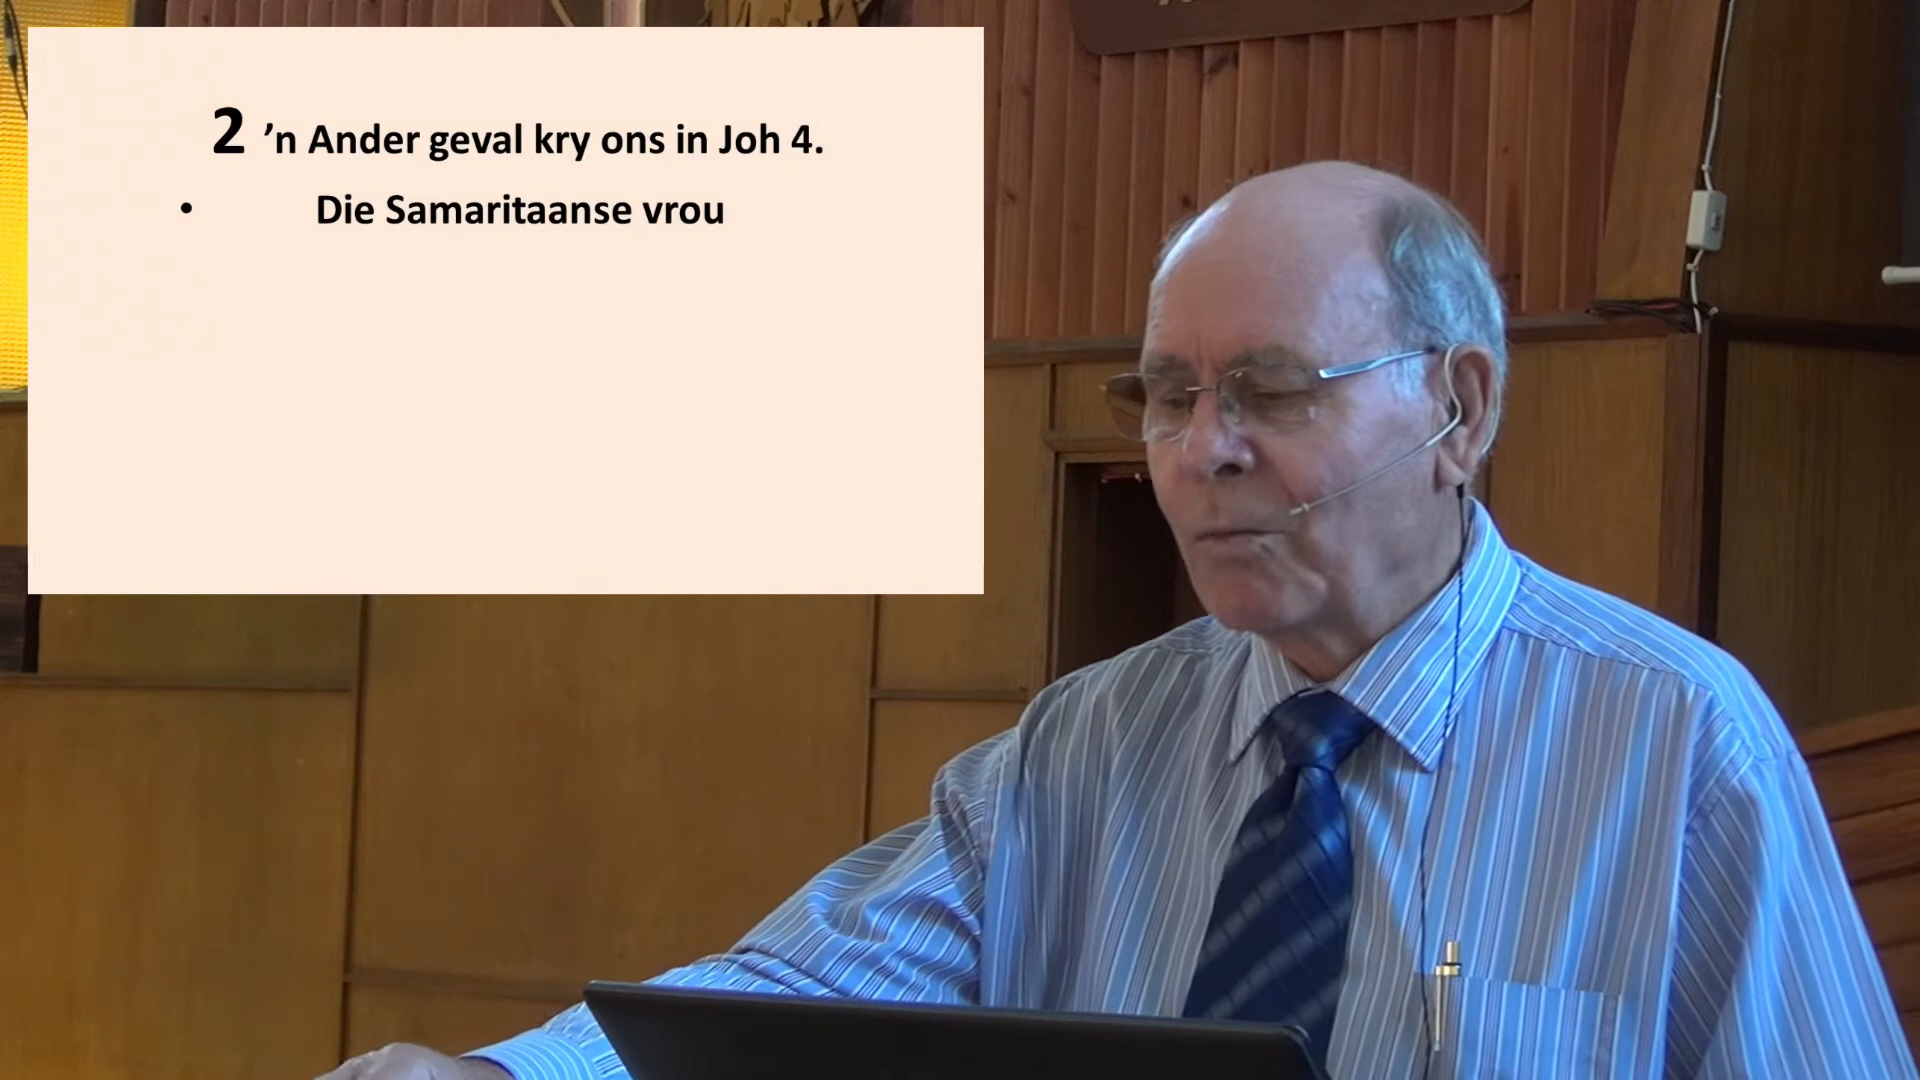 2 ’n Ander geval kry ons in Joh 4.
• Die Samaritaanse vrou